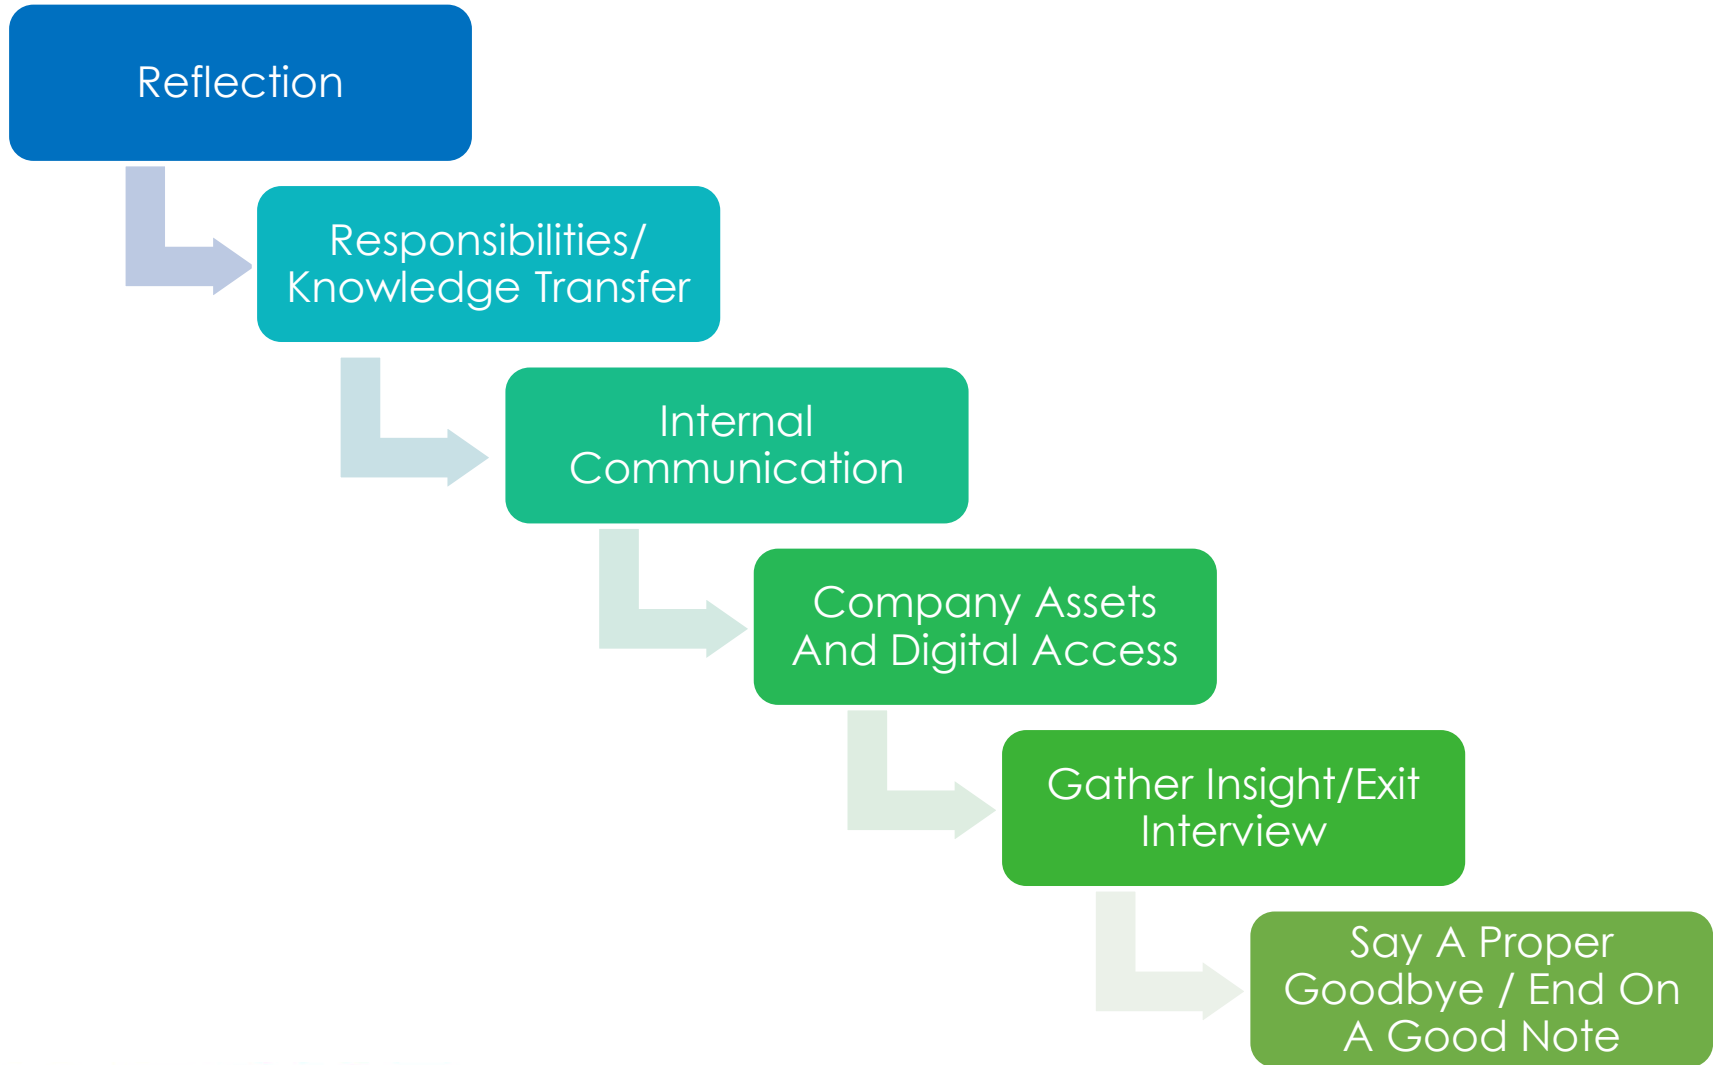 Reflection
Responsibilities/
Knowledge Transfer
Internal
Communication
Company Assets
And Digital Access
Gather Insight/Exit
Interview
Say A Proper
Goodbye / End On
A Good Note